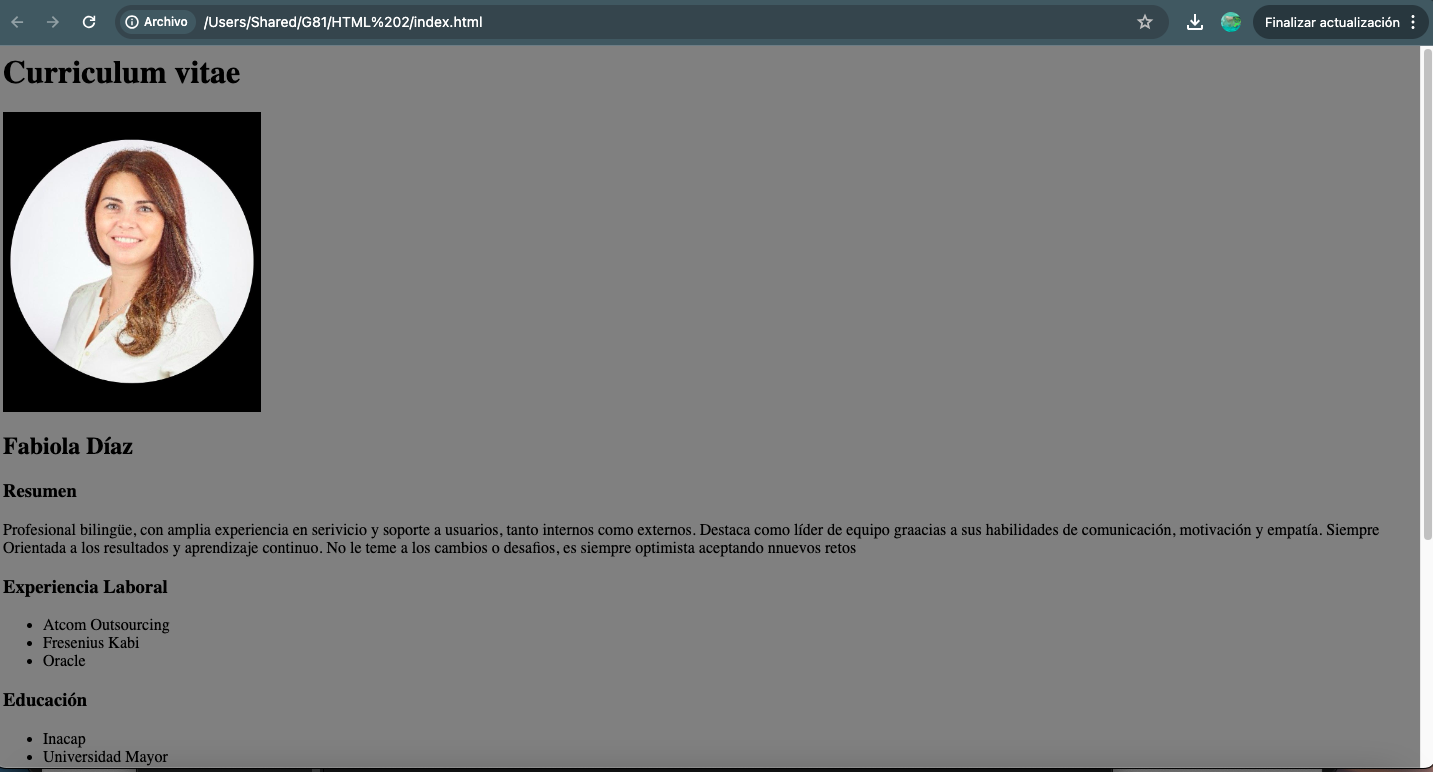 Archivo /Users/Shared/G81/HTML%202/index.html Finalizar actualización
Curriculum vitae
Fabiola Díaz
Resumen
Profesional bilingüe, con amplia experiencia en serivicio y soporte a usuarios, tanto internos como externos. Destaca como líder de equipo graacias a sus habilidades de comunicación, motivación y empatía. Siempre
Orientada a los resultados y aprendizaje continuo. No le teme a los cambios o desafios, es siempre optimista aceptando nnuevos retos
Experiencia Laboral
Atcom Outsourcing
Fresenius Kabi
Oracle
Educación
Inacap
Universidad Mayor